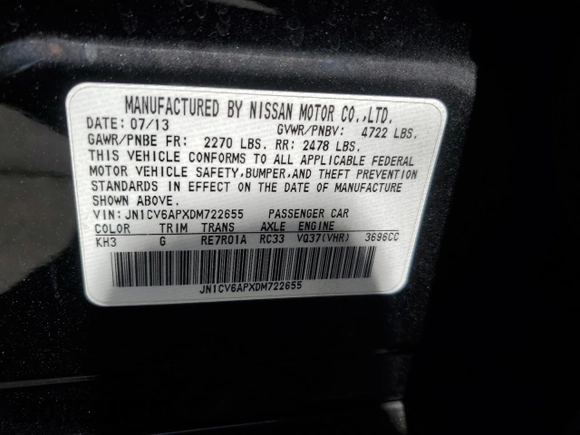 MANUFACTURED BY NISSAN MOTOR CO.,LTD.
DATE: 07/13 GVWR/PNBV: 4722 LBS.
GAWR/PNBE FR: 2270 LBS. RR: 2478 LBS.
THIS VEHICLE CONFORMS TO ALL APPLICABLE FEDERAL
MOTOR VEHICLE SAFETY,BUMPER,AND THEFT PREVENTION
STANDARDS IN EFFECT ON THE DATE OF MANUFACTURE
SHOWN ABOVE.
VIN: JN1CV6APXDM722655 PASSENGER CAR
COLOR TRIM TRANS AXLE ENGINE
KH3 G RE7R01A RC33 VQ37(VHR) 3696CC
JN1CV6APXDM722655